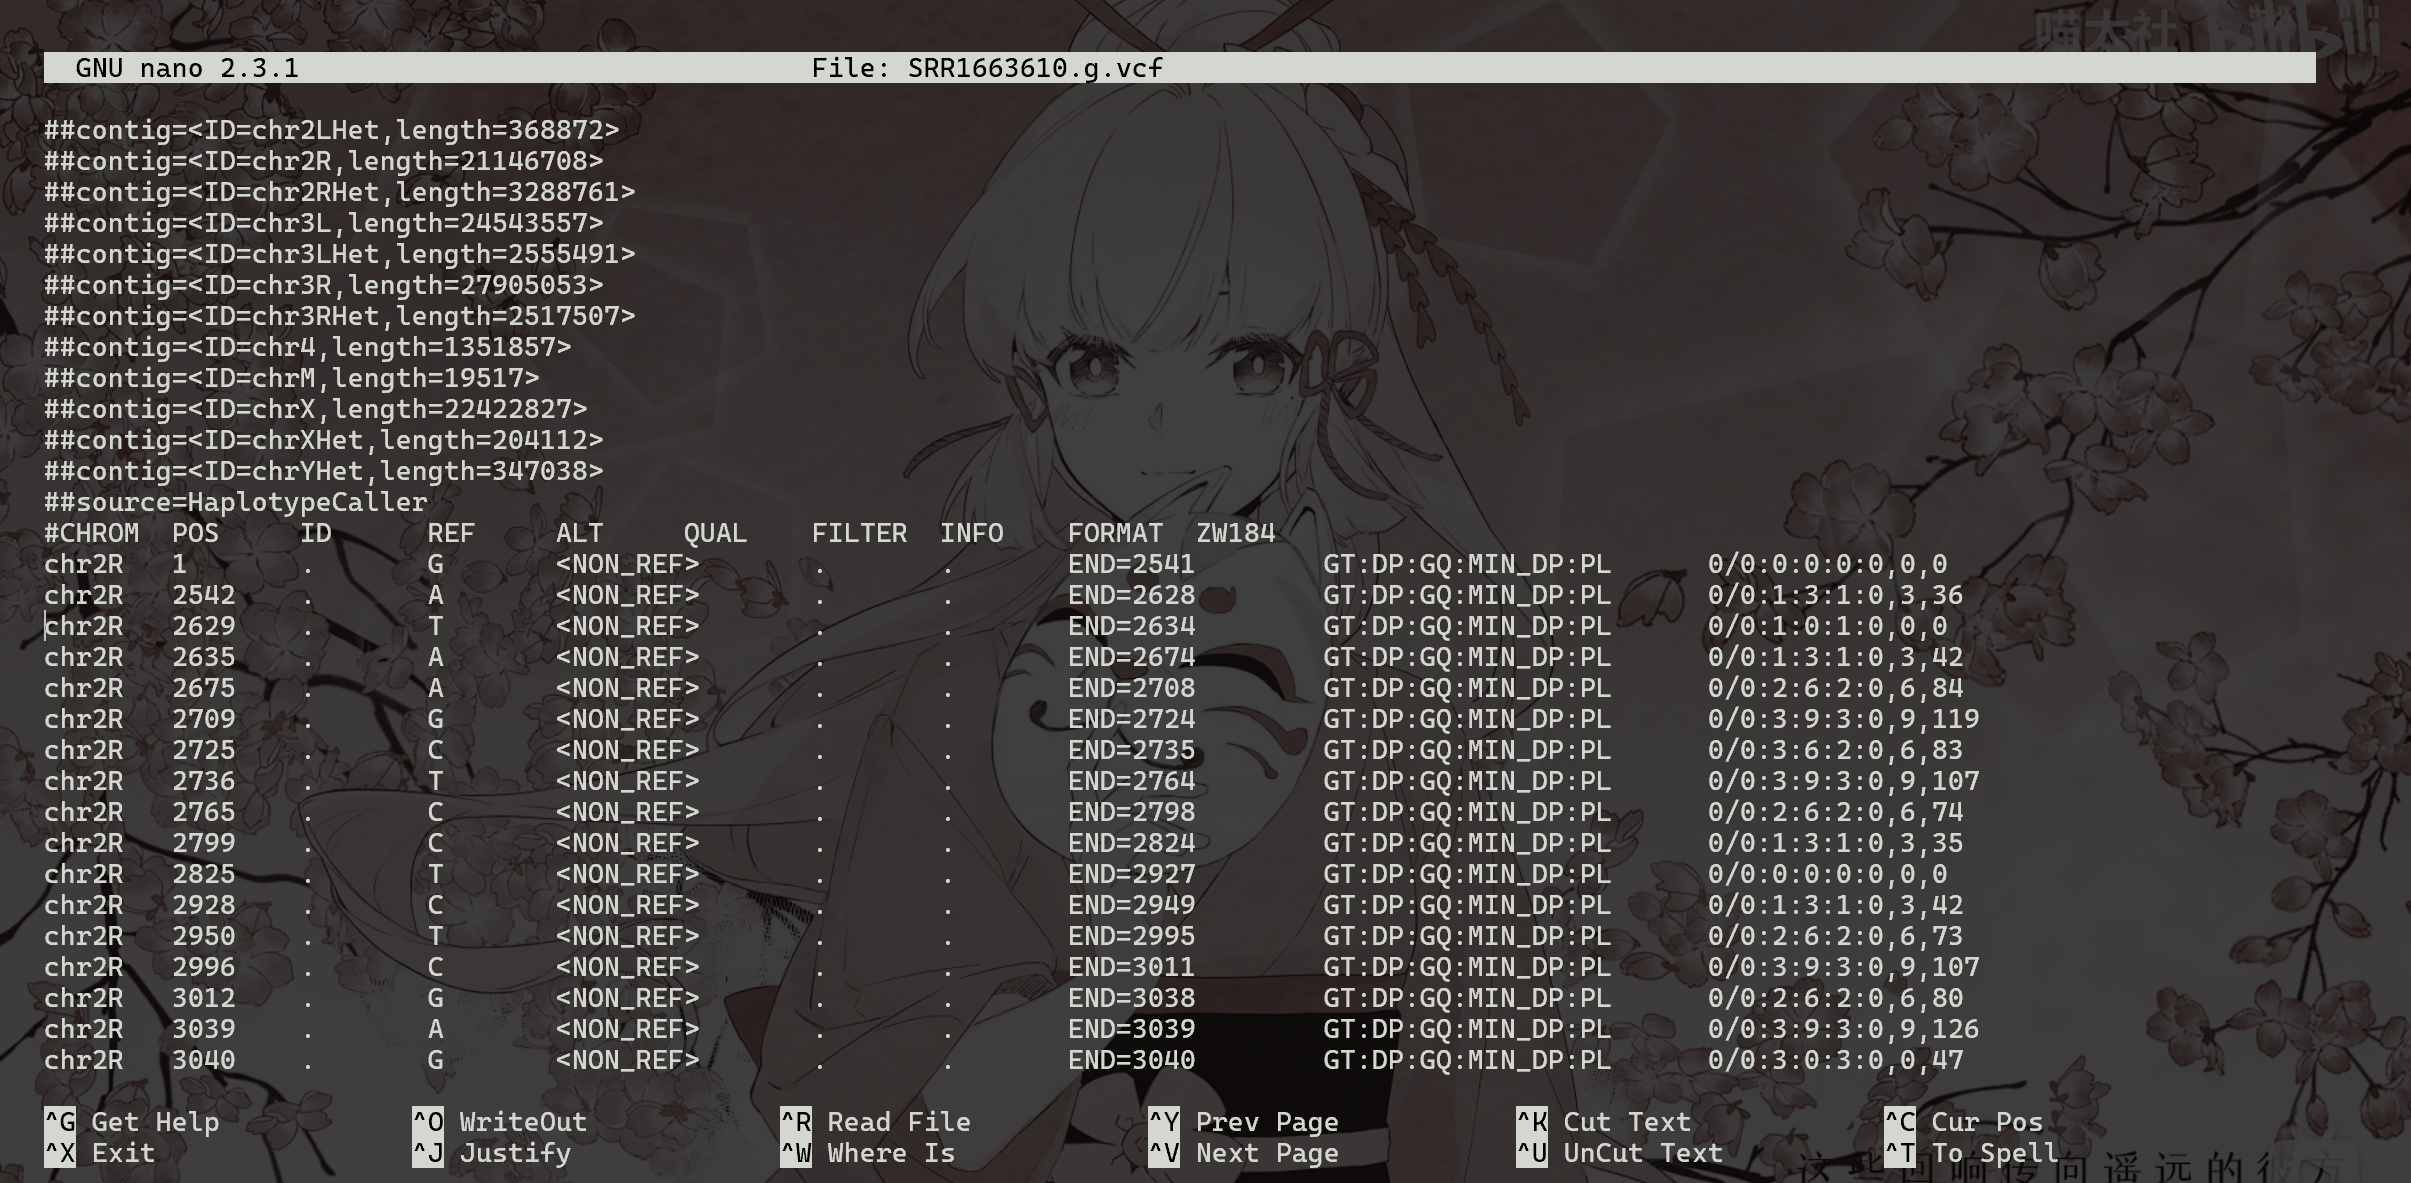 喵太社 bilibili
GNU nano 2.3.1 File: SRR1663610.g.vcf
##contig=<ID=chr2LHet,length=368872>
##contig=<ID=chr2R,length=21146708>
##contig=<ID=chr2RHet,length=3288761>
##contig=<ID=chr3L,length=24543557>
##contig=<ID=chr3LHet,length=2555491>
##contig=<ID=chr3R,length=27905053>
##contig=<ID=chr3RHet,length=2517507>
##contig=<ID=chr4,length=1351857>
##contig=<ID=chrM,length=19517>
##contig=<ID=chrX,length=22422827>
##contig=<ID=chrXHet,length=204112>
##contig=<ID=chrYHet,length=347038>
##source=HaplotypeCaller
#CHROM POS ID REF ALT QUAL FILTER INFO FORMAT ZW184
chr2R 1 . G <NON_REF> . . END=2541 GT:DP:GQ:MIN_DP:PL 0/0:0:0:0:0,0,0
chr2R 2542 . A <NON_REF> . . END=2628 GT:DP:GQ:MIN_DP:PL 0/0:1:3:1:0,3,36
chr2R 2629 . T <NON_REF> . . END=2634 GT:DP:GQ:MIN_DP:PL 0/0:1:0:1:0,0,0
chr2R 2635 . A <NON_REF> . . END=2674 GT:DP:GQ:MIN_DP:PL 0/0:1:3:1:0,3,42
chr2R 2675 . A <NON_REF> . . END=2708 GT:DP:GQ:MIN_DP:PL 0/0:2:6:2:0,6,84
chr2R 2709 . G <NON_REF> . . END=2724 GT:DP:GQ:MIN_DP:PL 0/0:3:9:3:0,9,119
chr2R 2725 . C <NON_REF> . . END=2735 GT:DP:GQ:MIN_DP:PL 0/0:3:6:2:0,6,83
chr2R 2736 . T <NON_REF> . . END=2764 GT:DP:GQ:MIN_DP:PL 0/0:3:9:3:0,9,107
chr2R 2765 . C <NON_REF> . . END=2798 GT:DP:GQ:MIN_DP:PL 0/0:2:6:2:0,6,74
chr2R 2799 . C <NON_REF> . . END=2824 GT:DP:GQ:MIN_DP:PL 0/0:1:3:1:0,3,35
chr2R 2825 . T <NON_REF> . . END=2927 GT:DP:GQ:MIN_DP:PL 0/0:0:0:0:0,0,0
chr2R 2928 . C <NON_REF> . . END=2949 GT:DP:GQ:MIN_DP:PL 0/0:1:3:1:0,3,42
chr2R 2950 . T <NON_REF> . . END=2995 GT:DP:GQ:MIN_DP:PL 0/0:2:6:2:0,6,73
chr2R 2996 . C <NON_REF> . . END=3011 GT:DP:GQ:MIN_DP:PL 0/0:3:9:3:0,9,107
chr2R 3012 . G <NON_REF> . . END=3038 GT:DP:GQ:MIN_DP:PL 0/0:2:6:2:0,6,80
chr2R 3039 . A <NON_REF> . . END=3039 GT:DP:GQ:MIN_DP:PL 0/0:3:9:3:0,9,126
chr2R 3040 . G <NON_REF> . . END=3040 GT:DP:GQ:MIN_DP:PL 0/0:3:0:3:0,0,47
^G Get Help ^O WriteOut ^R Read File ^Y Prev Page ^K Cut Text ^C Cur Pos
^X Exit ^J Justify ^W Where Is ^V Next Page ^U UnCut Text ^T To Spell
这些回响传向遥远的彼方